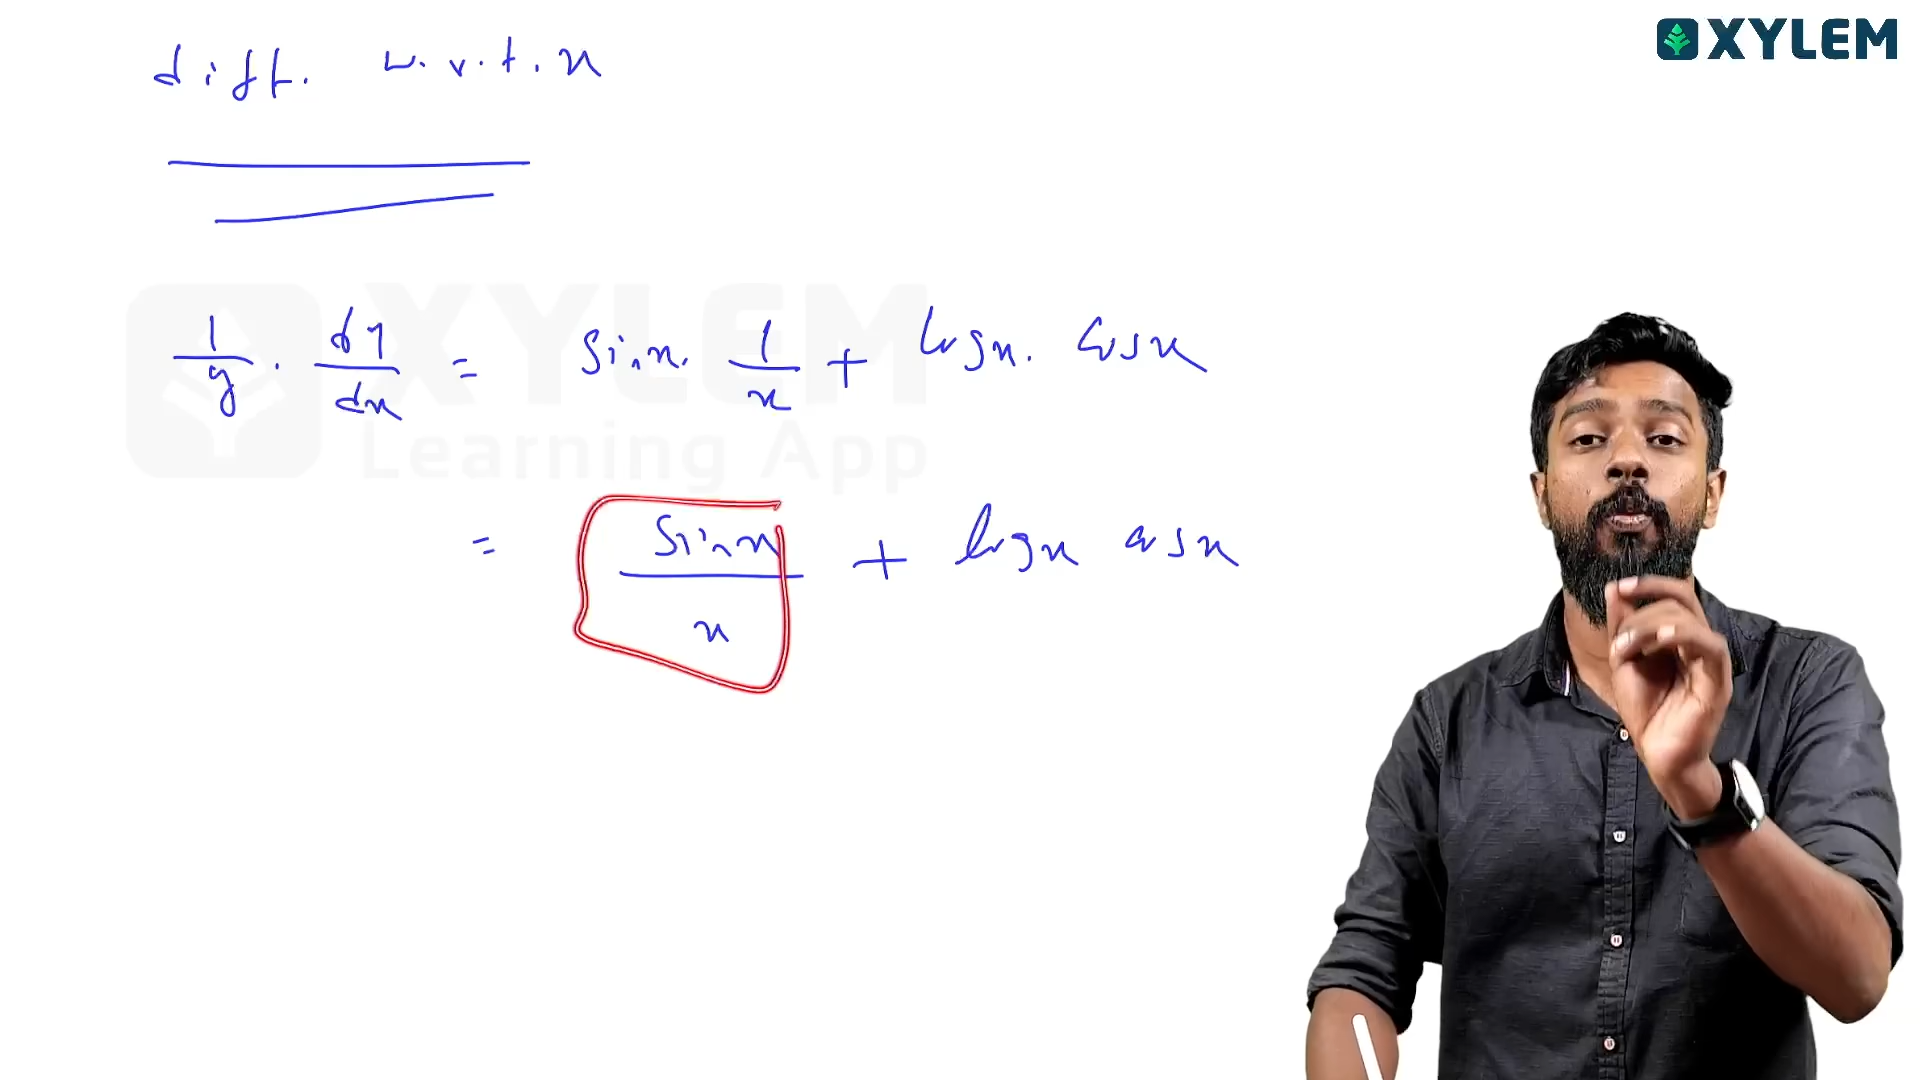 XYLEM
diff. w.r.t. x
1/y . dy/dx = sinx. 1/x + logx. cosx
XYLEM
Learning App
= sinx/x + logx cosx